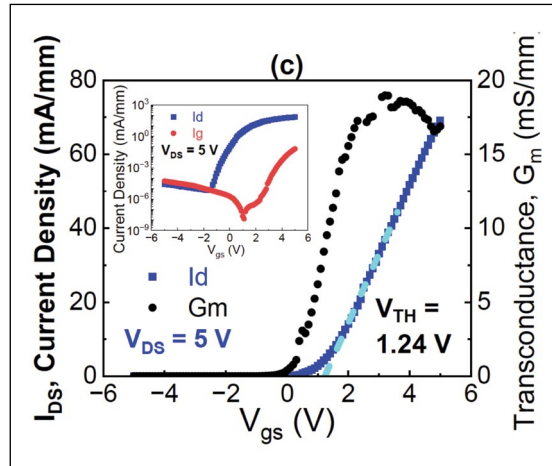 (c)
I_DS, Current Density (mA/mm)
80
60
40
20
0
Current Density (mA/mm)
10^3
10^0
10^-3
10^-6
10^-9
Id
Ig
V_DS = 5 V
-6 -4 -2 0 2 4 6
V_gs (V)
Id
Gm
V_DS = 5 V
V_TH =
1.24 V
-6 -4 -2 0 2 4 6
V_gs (V)
20
15
10
5
0
Transconductance, G_m (mS/mm)